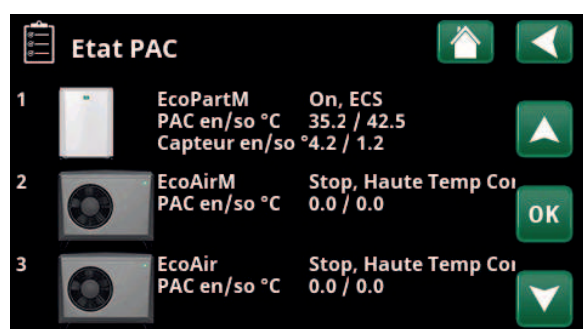 Etat PAC
1 EcoPartM On, ECS
PAC en/so °C 35.2 / 42.5
Capteur en/so °4.2 / 1.2
2 EcoAirM Stop, Haute Temp Con
PAC en/so °C 0.0 / 0.0
OK
3 EcoAir Stop, Haute Temp Con
PAC en/so °C 0.0 / 0.0